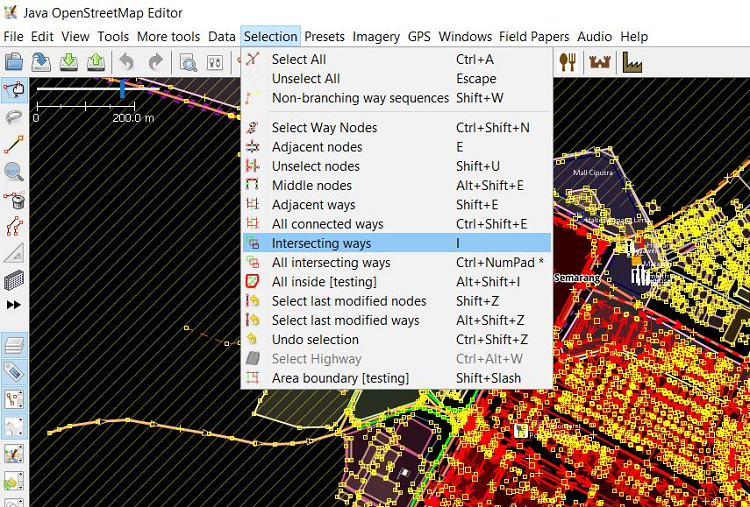 Java OpenStreetMap Editor
File Edit View Tools More tools Data Selection Presets Imagery GPS Windows Field Papers Audio Help
Select All Ctrl+A
Unselect All Escape
Non-branching way sequences Shift+W
200.0 m
Select Way Nodes Ctrl+Shift+N
Adjacent nodes E
Unselect nodes Shift+U
Middle nodes Alt+Shift+E
Mall Ciputra
Adjacent ways Shift+E
All connected ways Ctrl+Shift+E
Intersecting ways I
All intersecting ways Ctrl+NumPad *
All inside [testing] Alt+Shift+I
Semarang
Select last modified nodes Shift+Z
Select last modified ways Alt+Shift+Z
Undo selection Ctrl+Shift+Z
Select Highway Ctrl+Alt+W
Area boundary [testing] Shift+Slash